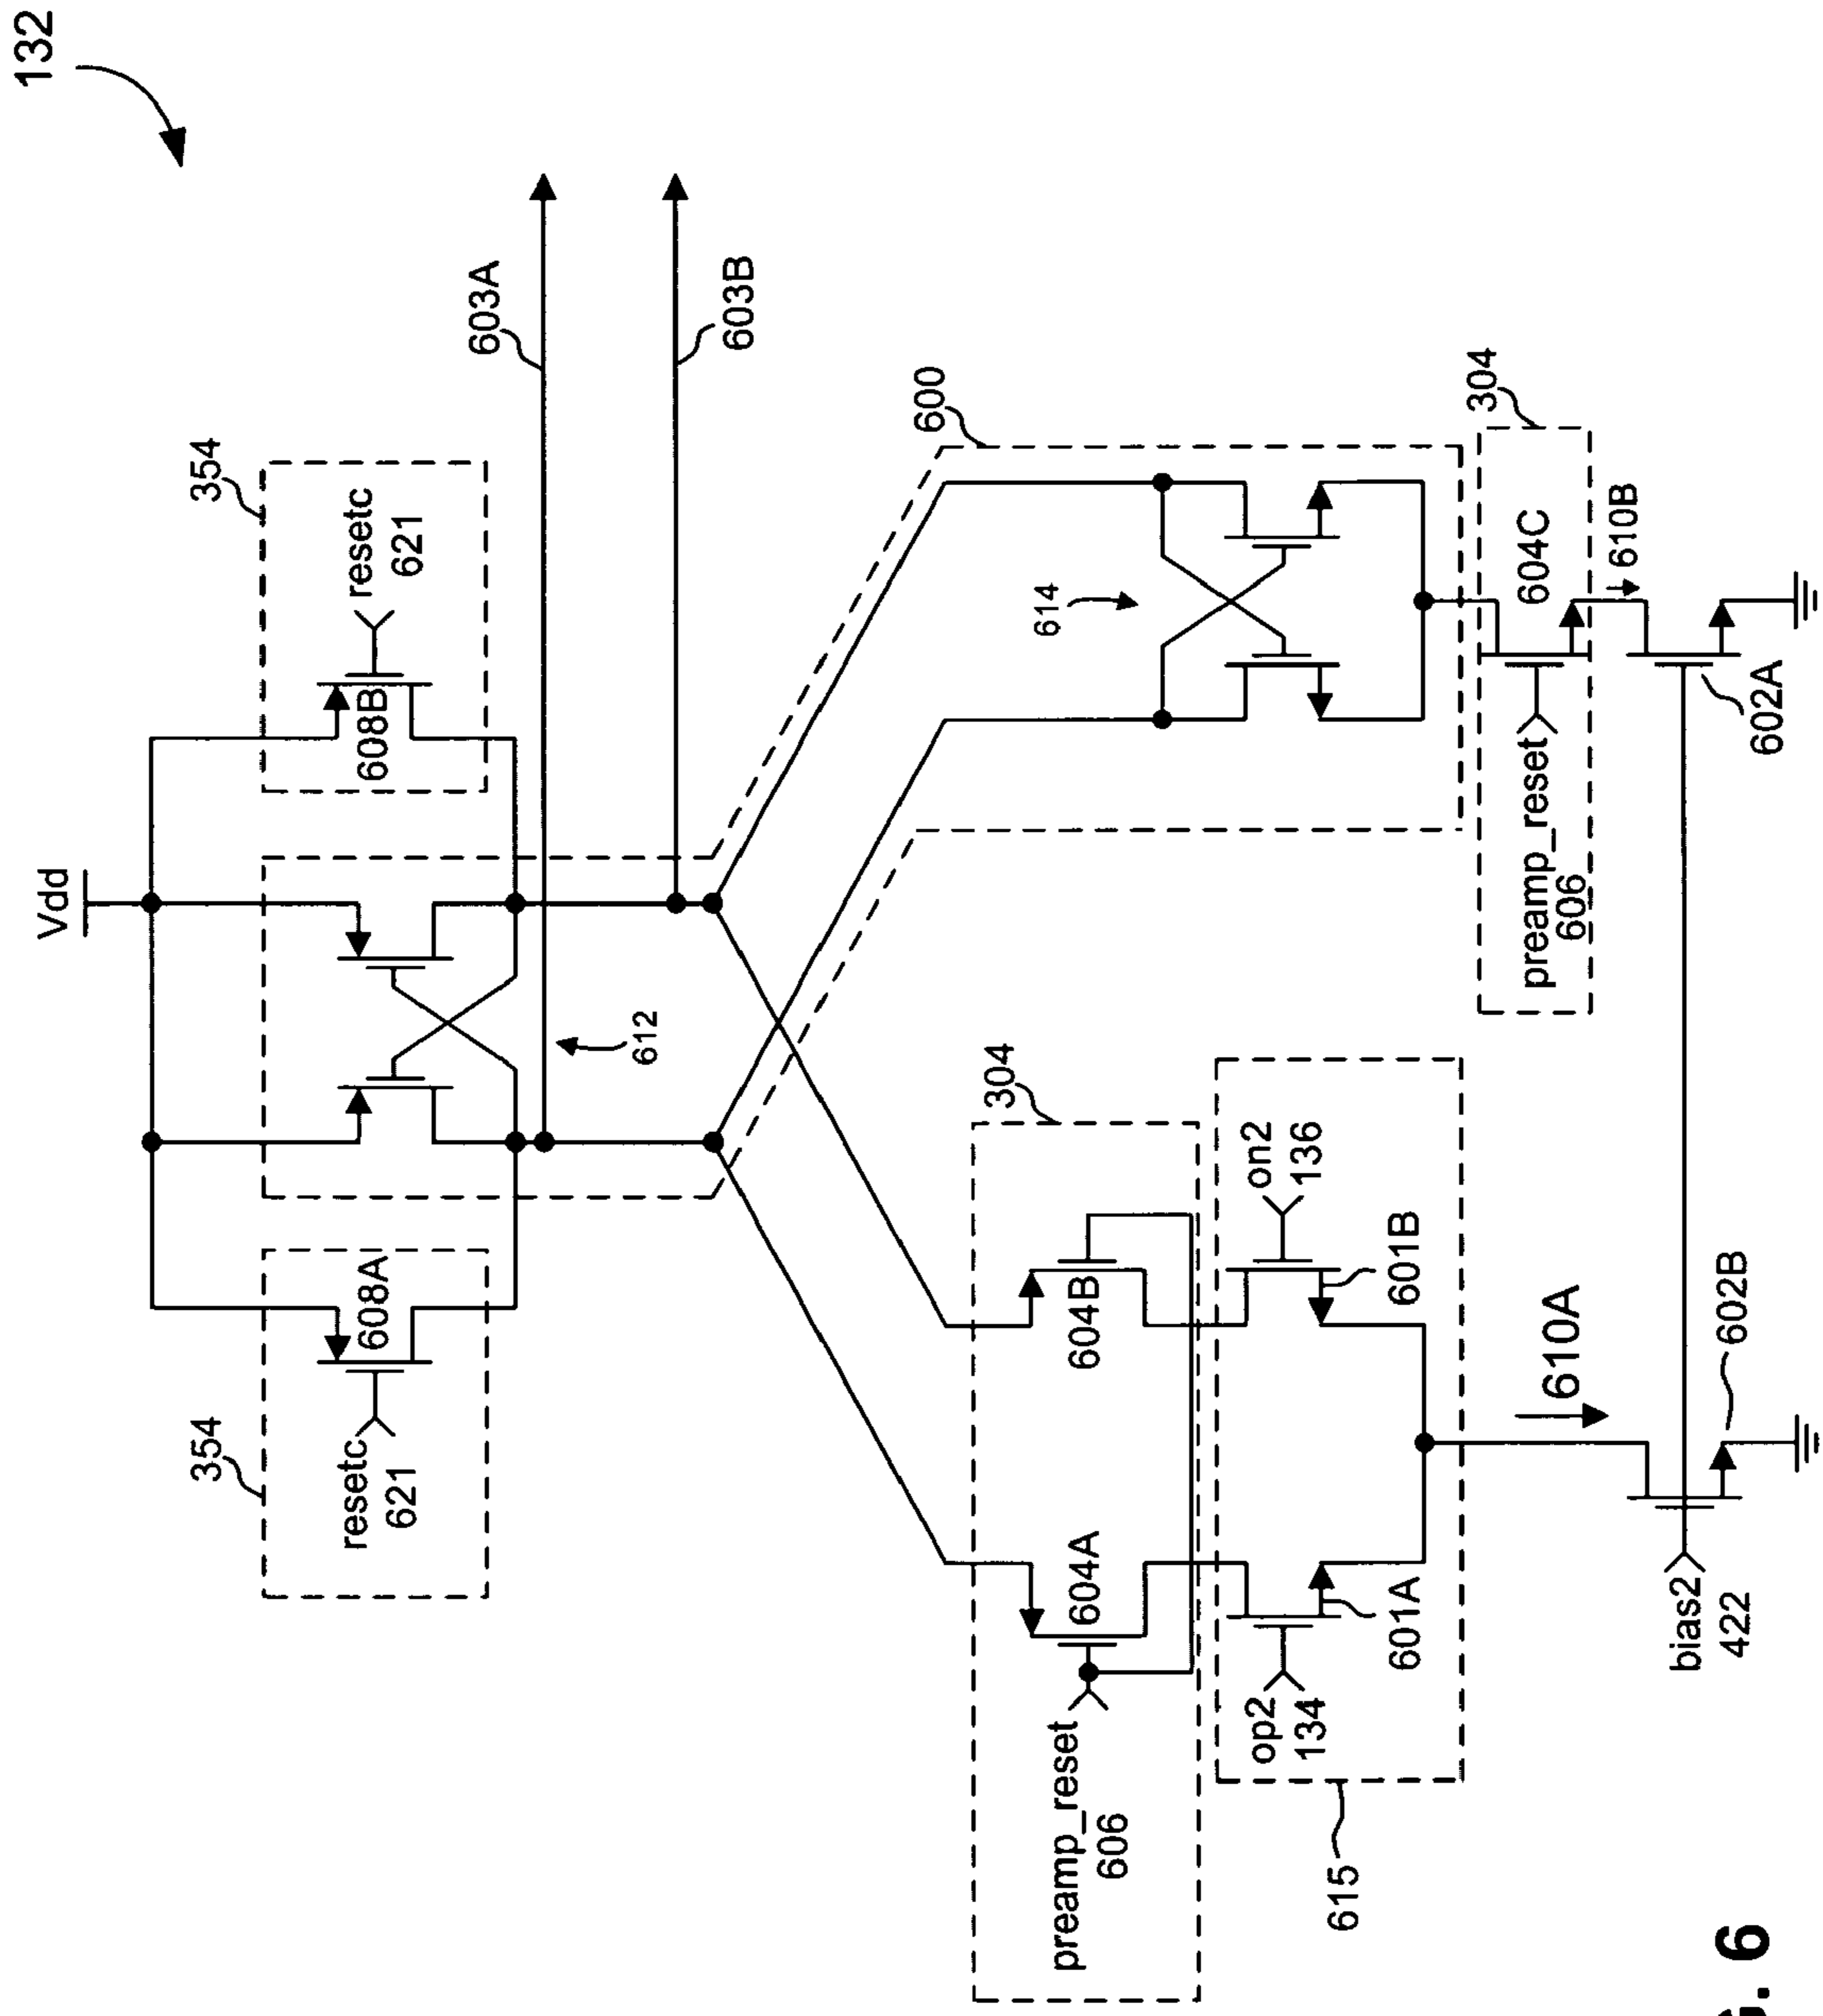 132
Vdd
354
354
resetc
621
608A
608B
resetc
621
603A
612
603B
600
304
614
preamp_reset
606
604A
604B
op2
134
on2
136
601A
601B
615
304
604C
preamp_reset
606
610A
610B
bias2
422
602B
602A
. 6